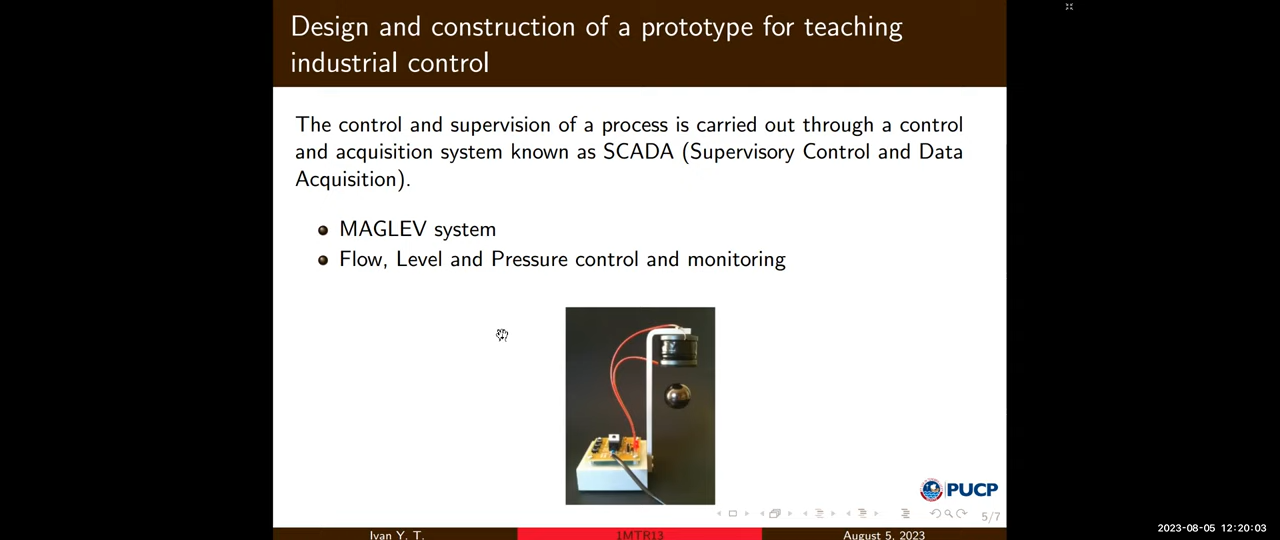 Design and construction of a prototype for teaching
industrial control
The control and supervision of a process is carried out through a control
and acquisition system known as SCADA (Supervisory Control and Data
Acquisition).
MAGLEV system
Flow, Level and Pressure control and monitoring
PUCP
5/7
Ivan Y. T.
1MTR13
August 5, 2023
2023-08-05 12:20:03